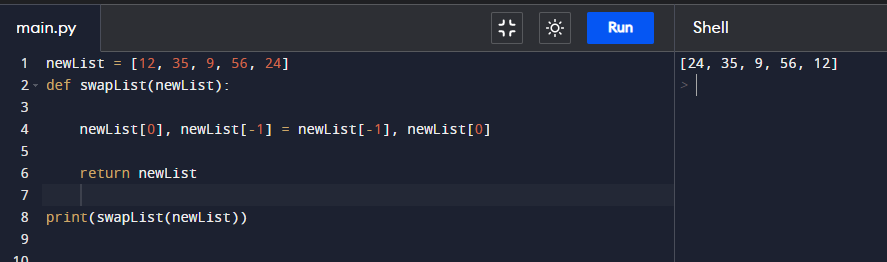 main.py
Run
Shell
1 newList = [12, 35, 9, 56, 24]
2 def swapList(newList):
3
4 newList[0], newList[-1] = newList[-1], newList[0]
5
6 return newList
7
8 print(swapList(newList))
9
10
[24, 35, 9, 56, 12]
>